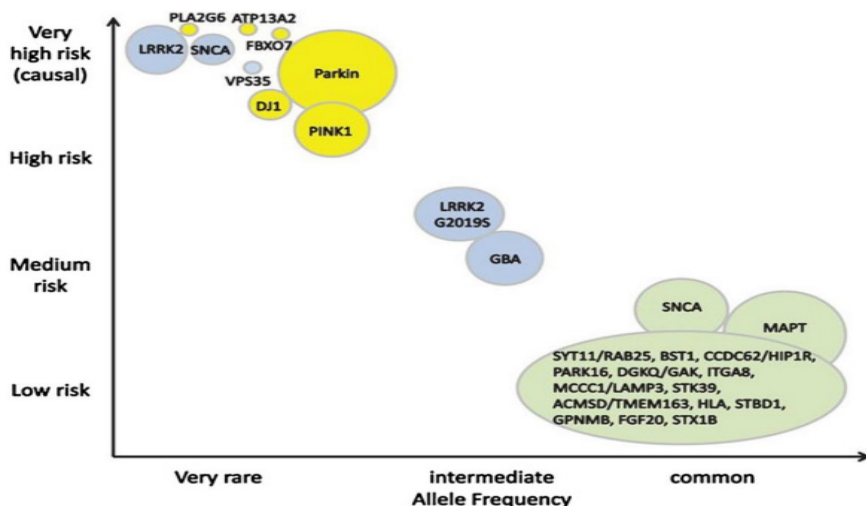 Very
high risk
(causal)
High risk
Medium
risk
Low risk
PLA2G6
ATP13A2
FBXO7
LRRK2
SNCA
VPS35
DJ1
Parkin
PINK1
LRRK2
G2019S
GBA
SNCA
MAPT
SYT11/RAB25, BST1, CCDC62/HIP1R,
PARK16, DGKQ/GAK, ITGA8,
MCCC1/LAMP3, STK39,
ACMSD/TMEM163, HLA, STBD1,
GPNMB, FGF20, STX1B
Very rare
intermediate
common
Allele Frequency